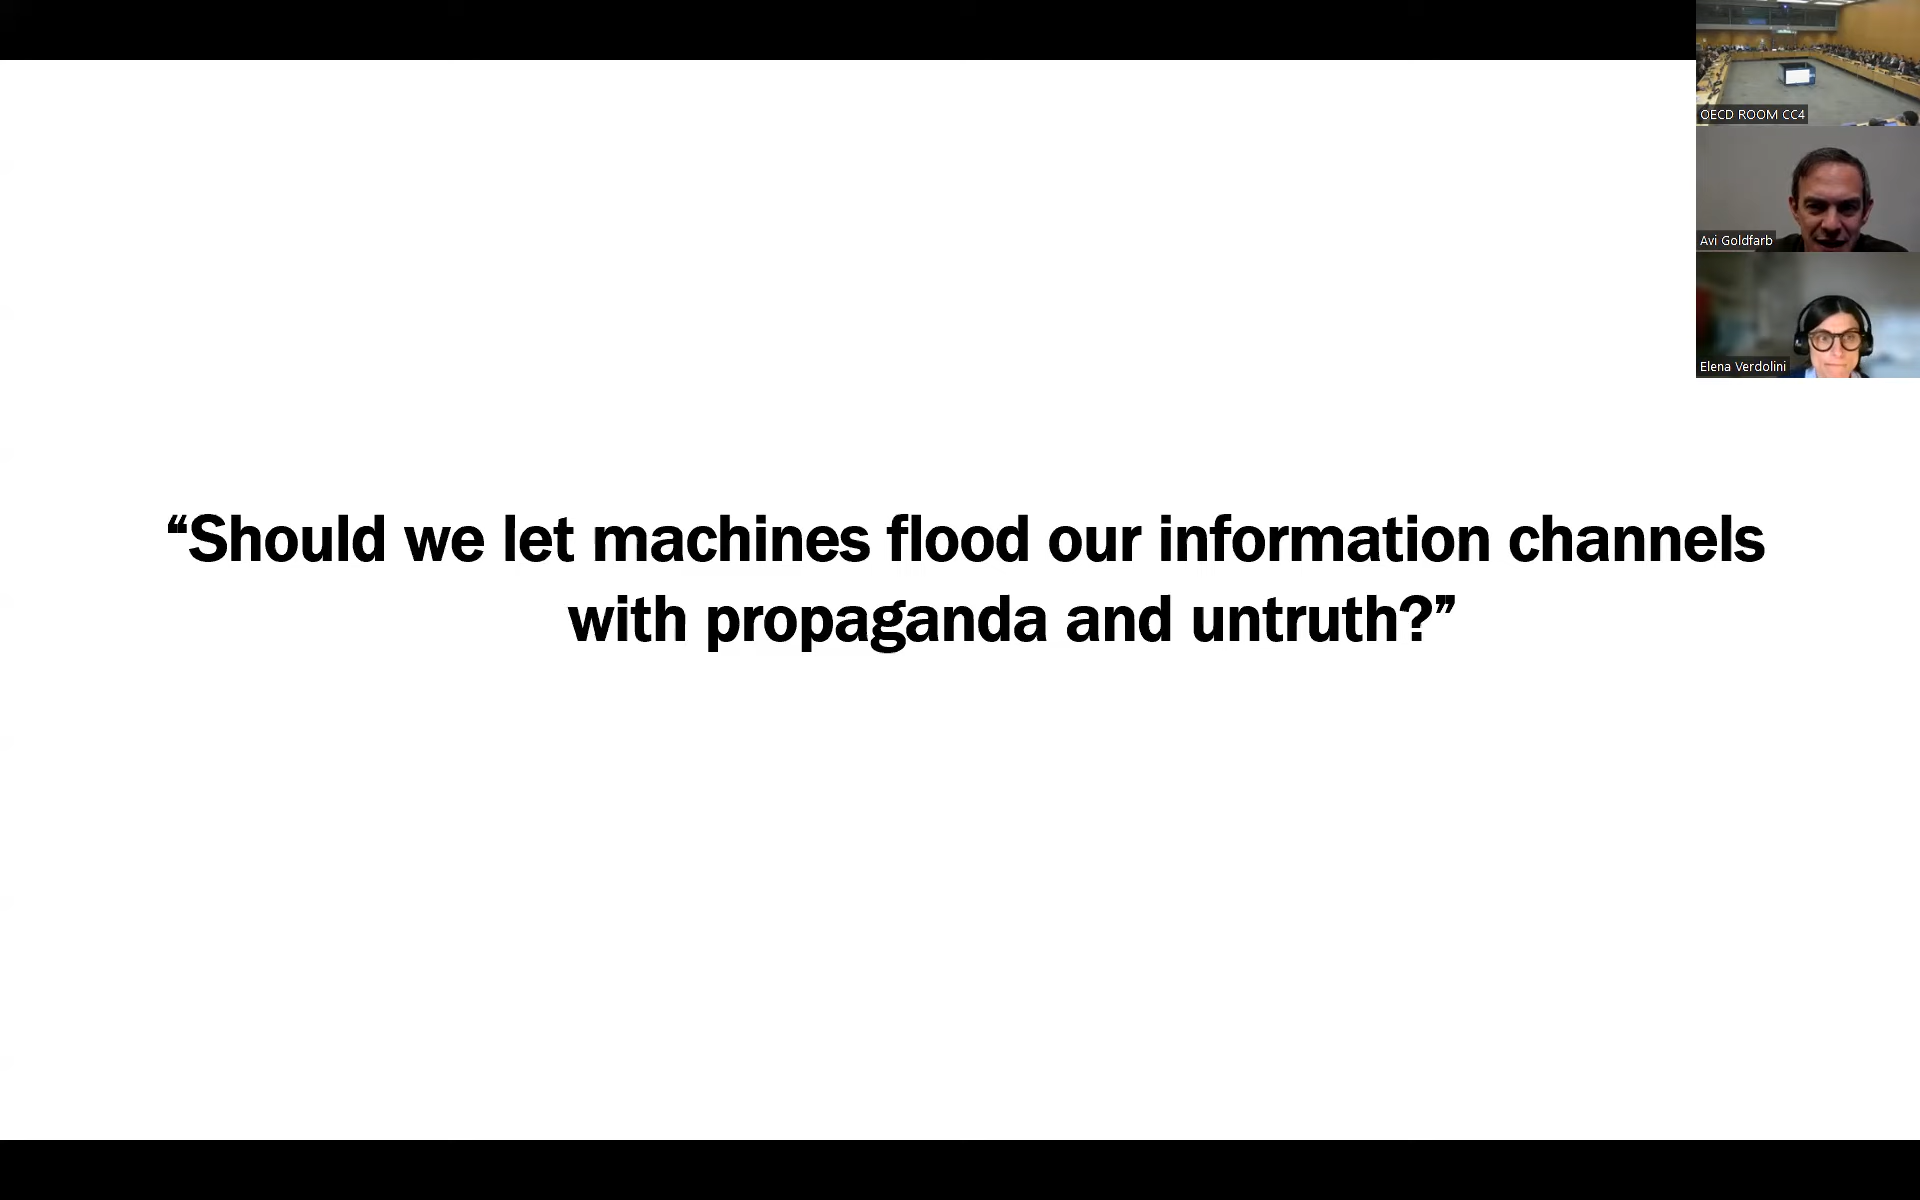 OECD ROOM CC4
Avi Goldfarb
Elena Verdolini
“Should we let machines flood our information channels
with propaganda and untruth?”